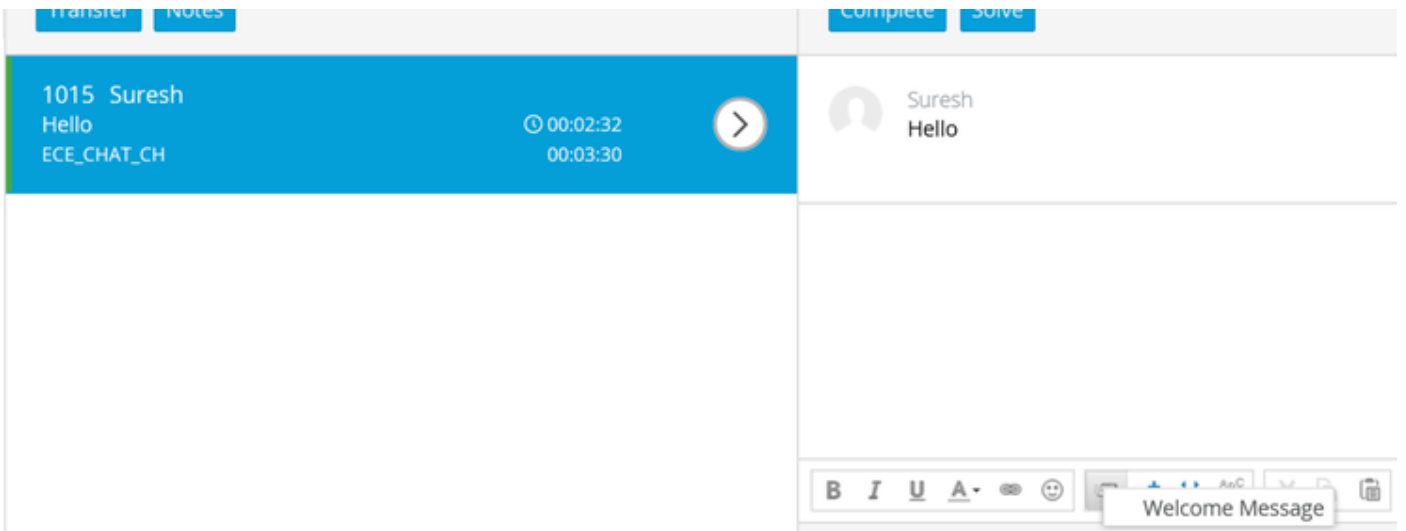 Transfer Notes
Complete Solve
1015 Suresh
Hello
00:02:32
ECE_CHAT_CH
00:03:30
Suresh
Hello
B I U A
Welcome Message